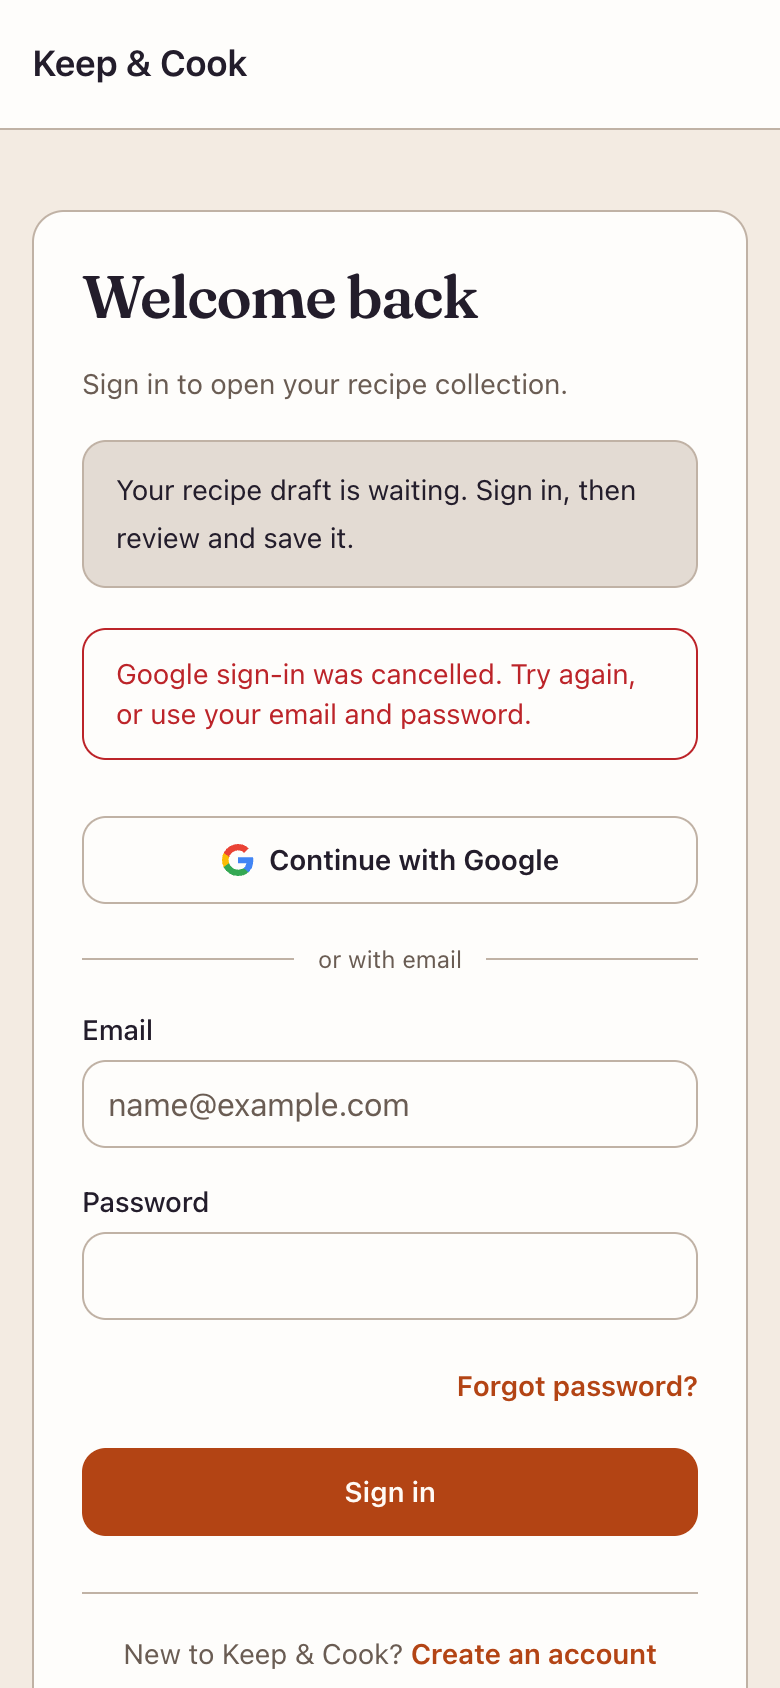 Keep & Cook
Welcome back
Sign in to open your recipe collection.
Your recipe draft is waiting. Sign in, then
review and save it.
Google sign-in was cancelled. Try again,
or use your email and password.
Continue with Google
or with email
Email
name@example.com
Password
Forgot password?
Sign in
New to Keep & Cook? Create an account